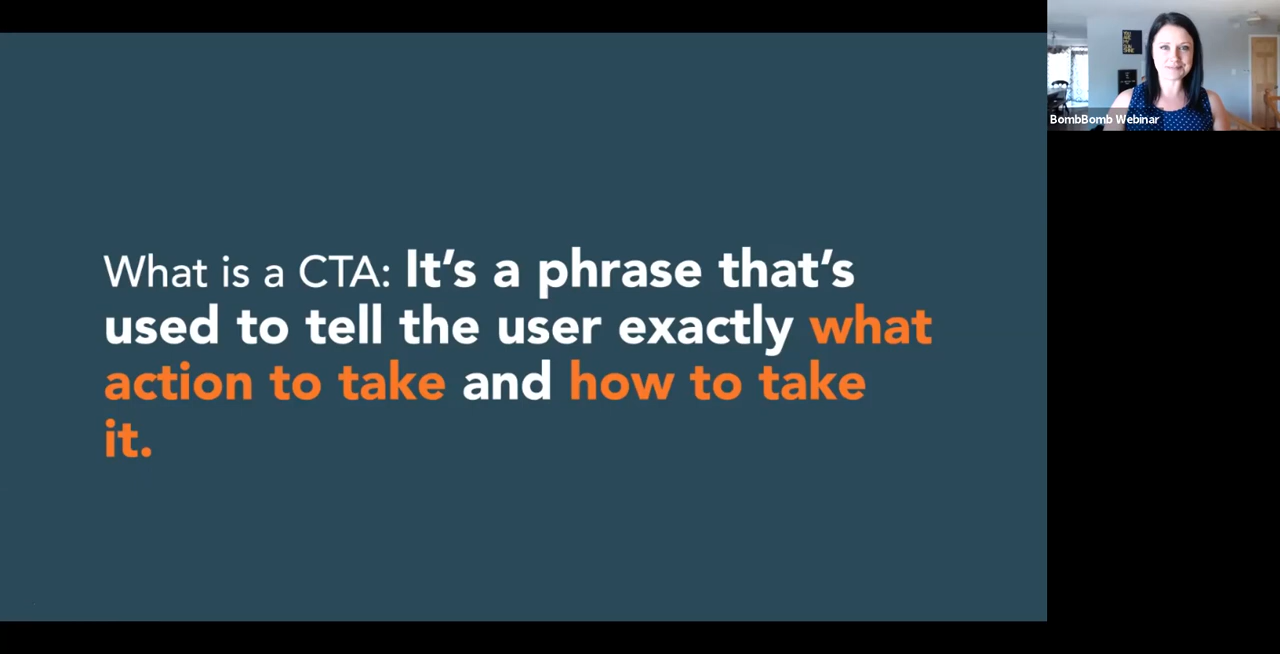 What is a CTA: It's a phrase that's
used to tell the user exactly what
action to take and how to take
it.
BombBomb Webinar